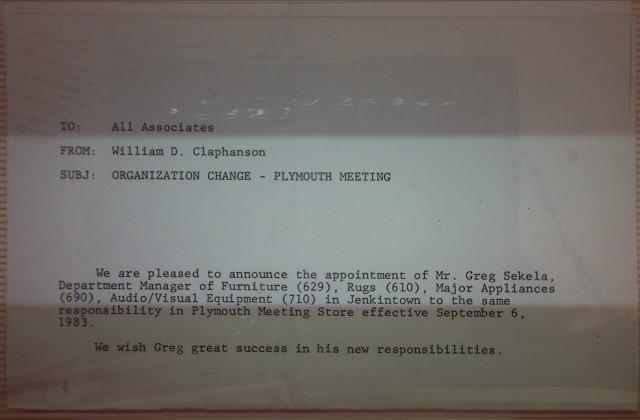 TO: All Associates
FROM: William D. Claphanson
SUBJ: ORGANIZATION CHANGE - PLYMOUTH MEETING
We are pleased to announce the appointment of Mr. Greg Sekela,
Department Manager of Furniture (629), Rugs (610), Major Appliances
(690), Audio/Visual Equipment (710) in Jenkintown to the same
responsibility in Plymouth Meeting Store effective September 6,
1983.
We wish Greg great success in his new responsibilities.